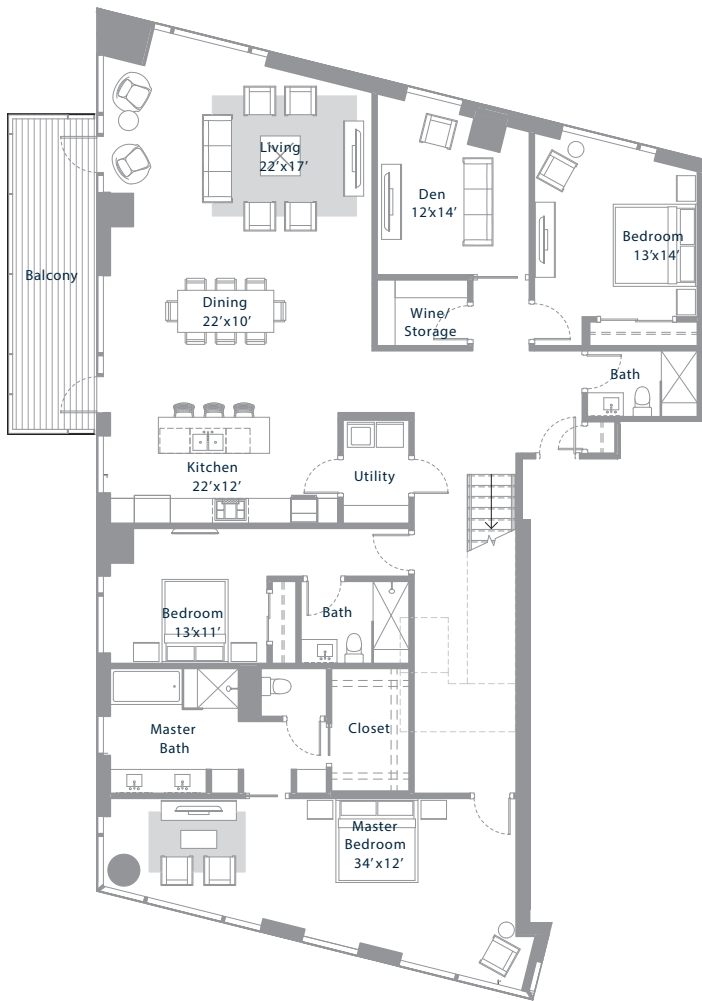 Living
22’x17’
Den
12’x14’
Bedroom
13’x14’
Balcony
Dining
22’x10’
Wine/
Storage
Bath
Kitchen
22’x12’
Utility
Bedroom
13’x11’
Bath
Master
Bath
Closet
Master
Bedroom
34’x12’